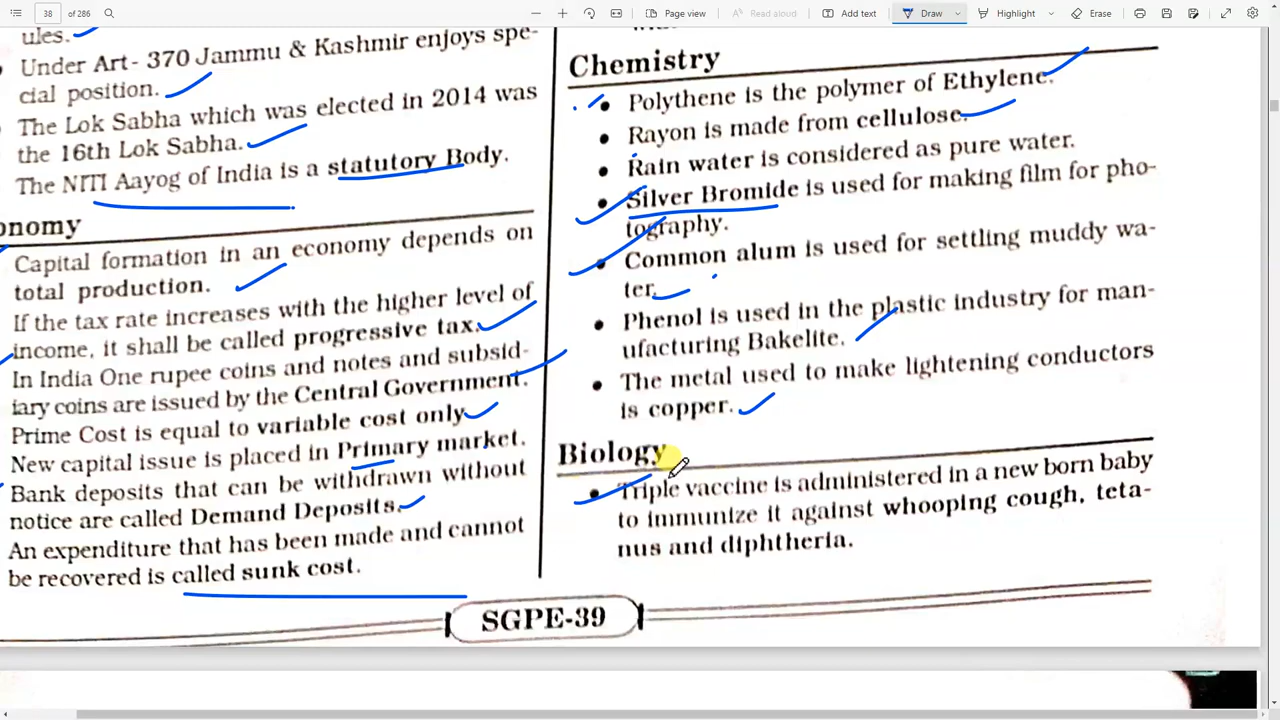 38 of 286
Page view
Read aloud
Add text
Draw
Highlight
Erase
ules.
Under Art- 370 Jammu & Kashmir enjoys spe-
cial position.
The Lok Sabha which was elected in 2014 was
the 16th Lok Sabha.
The NITI Aayog of India is a statutory Body.
onomy
Capital formation in an economy depends on
total production.
If the tax rate increases with the higher level of
income, it shall be called progressive tax.
In India One rupee coins and notes and subsid-
iary coins are issued by the Central Government.
Prime Cost is equal to variable cost only
New capital issue is placed in Primary market.
Bank deposits that can be withdrawn without
notice are called Demand Deposits.
An expenditure that has been made and cannot
be recovered is called sunk cost.
Chemistry
• Polythene is the polymer of Ethylene.
• Rayon is made from cellulose.
• Rain water is considered as pure water.
• Silver Bromide is used for making film for pho-
tography.
• Common alum is used for settling muddy wa-
ter.
• Phenol is used in the plastic industry for man-
ufacturing Bakelite.
• The metal used to make lightening conductors
is copper.
Biology
• Triple vaccine is administered in a new born baby
to immunize it against whooping cough, teta-
nus and diphtheria.
SGPE-39